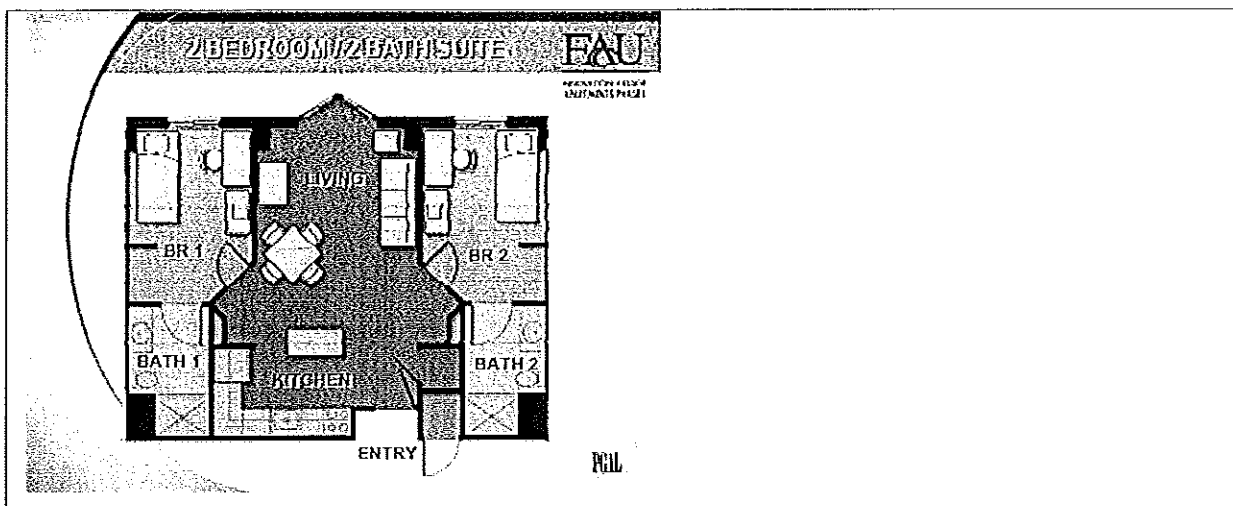 2 BEDROOM / 2 BATH SUITE
FAU
LIVING
BR 1
BR 2
BATH 1
BATH 2
KITCHEN
ENTRY